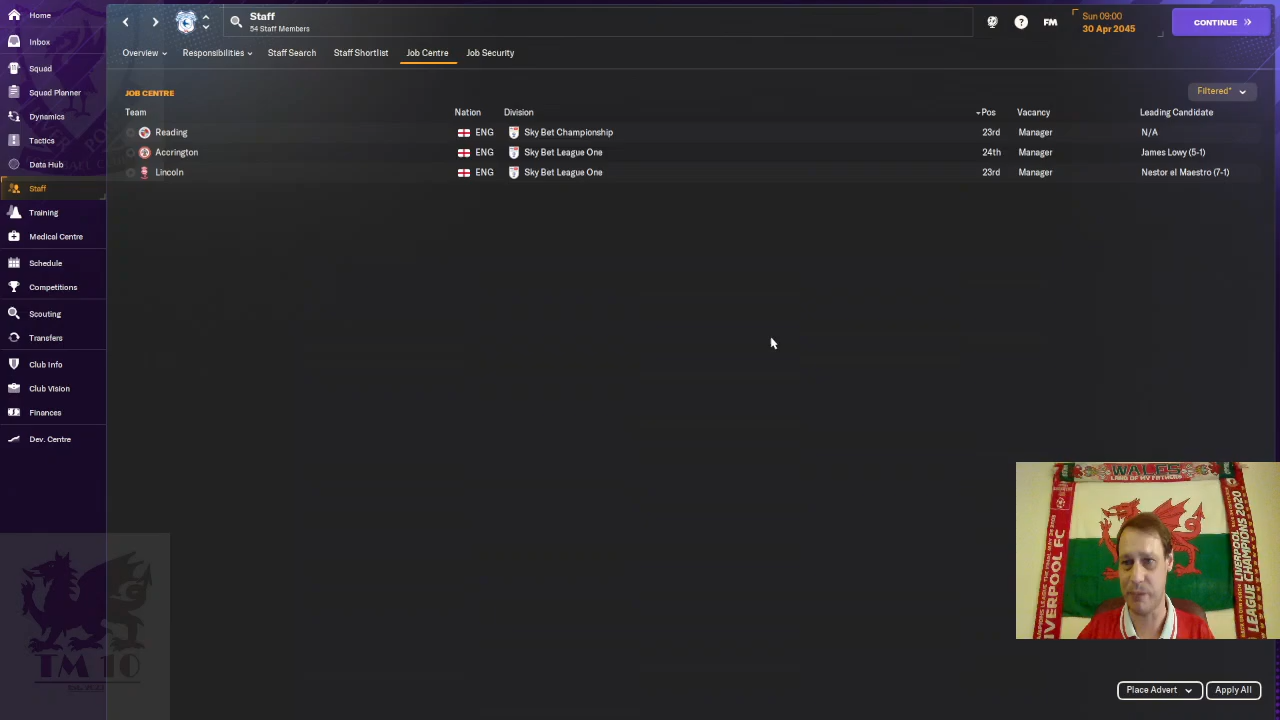 Home
Inbox
Squad
Squad Planner
Dynamics
Tactics
Data Hub
Staff
Training
Medical Centre
Schedule
Competitions
Scouting
Transfers
Club Info
Club Vision
Finances
Dev. Centre
Staff
54 Staff Members
FM
Sun 09:00
30 Apr 2045
CONTINUE
Overview
Responsibilities
Staff Search
Staff Shortlist
Job Centre
Job Security
JOB CENTRE
Filtered*
Team Nation Division Pos Vacancy Leading Candidate
Reading ENG Sky Bet Championship 23rd Manager N/A
Accrington ENG Sky Bet League One 24th Manager James Lowy (5-1)
Lincoln ENG Sky Bet League One 23rd Manager Nestor el Maestro (7-1)
WALES
LAND OF MY FATHERS
LIVERPOOL FC
LIVERPOOL
LEAGUE CHAMPIONS 2020
TM 10
Place Advert
Apply All